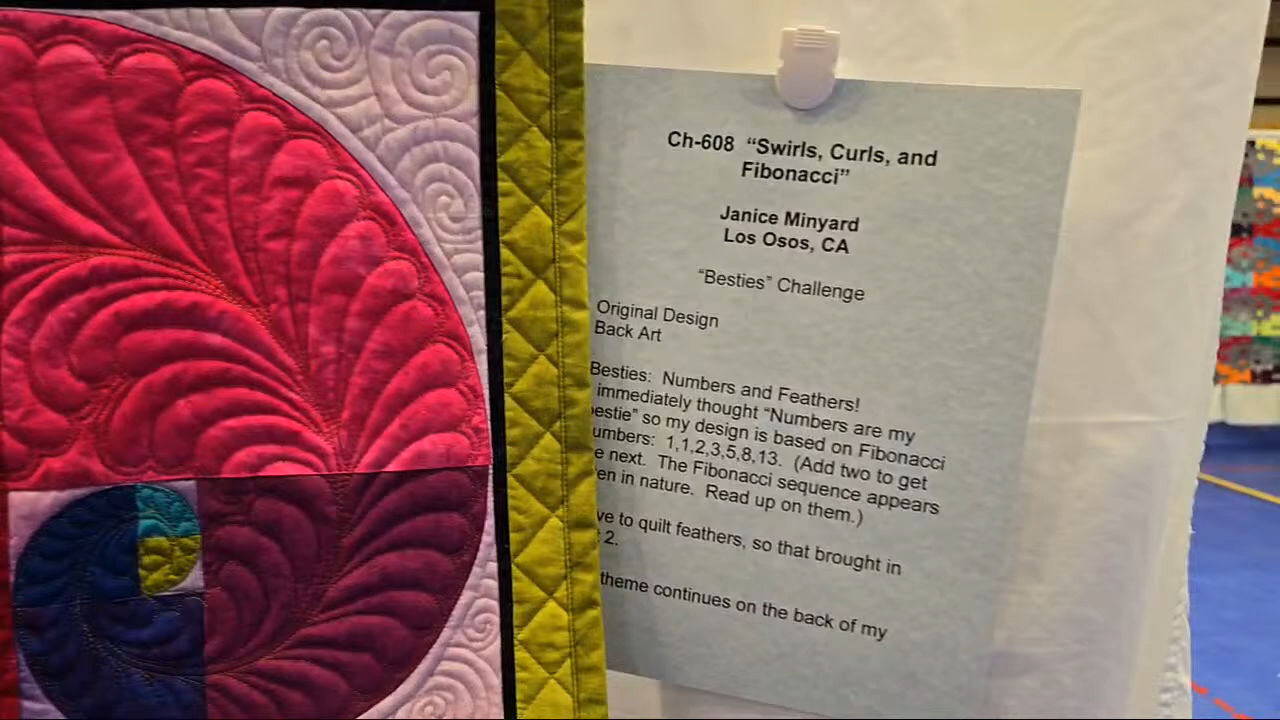 Ch-608 “Swirls, Curls, and
Fibonacci”
Janice Minyard
Los Osos, CA
“Besties” Challenge
Original Design
Back Art
Besties: Numbers and Feathers!
immediately thought “Numbers are my
bestie” so my design is based on Fibonacci
umbers: 1,1,2,3,5,8,13. (Add two to get
e next. The Fibonacci sequence appears
en in nature. Read up on them.)
ve to quilt feathers, so that brought in
2.
theme continues on the back of my